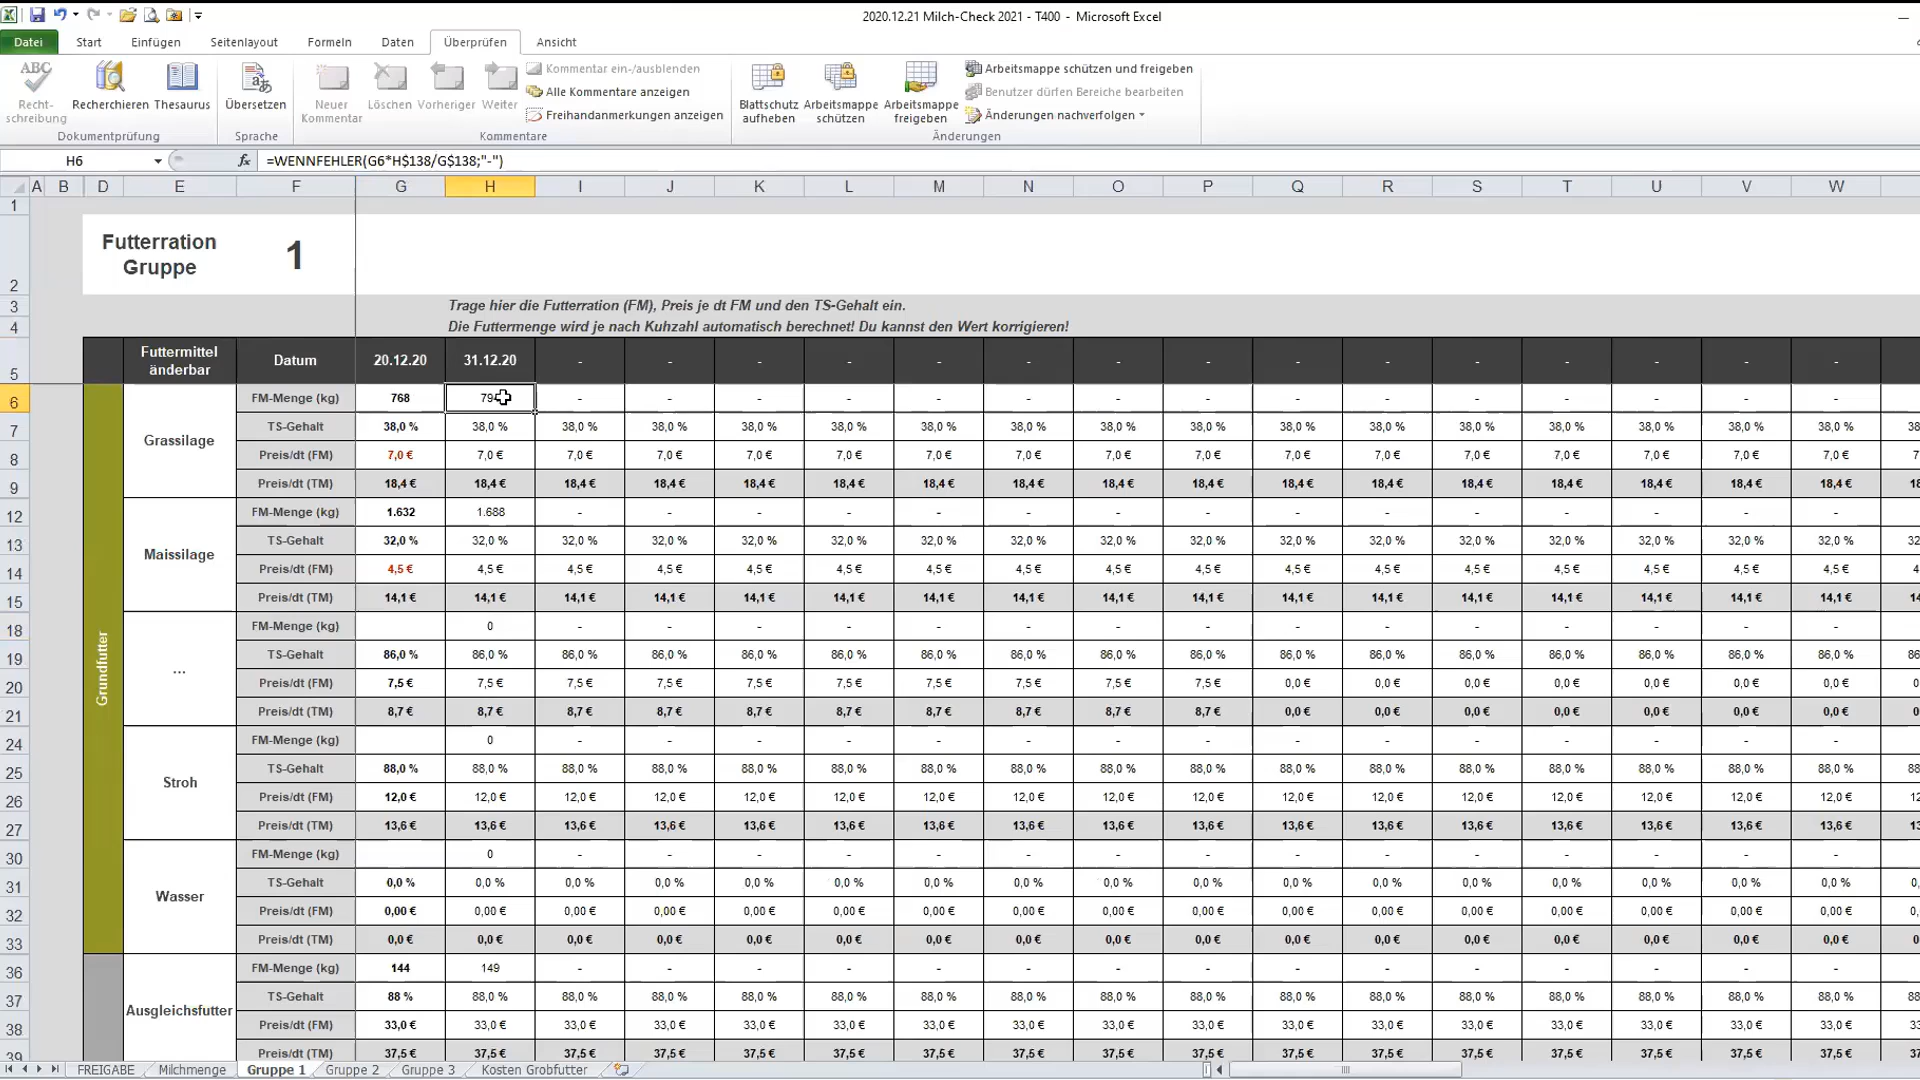 2020.12.21 Milch-Check 2021 - T400 - Microsoft Excel
Datei Start Einfügen Seitenlayout Formeln Daten Überprüfen Ansicht
Recht-schreibung Recherchieren Thesaurus Übersetzen Neuer Kommentar Löschen Vorheriger Weiter Kommentar ein-/ausblenden
Alle Kommentare anzeigen
Freihandanmerkungen anzeigen
Blattschutz aufheben Arbeitsmappe schützen Arbeitsmappe freigeben Arbeitsmappe schützen und freigeben
Benutzer dürfen Bereiche bearbeiten
Änderungen nachverfolgen
Dokumentprüfung Sprache Kommentare Änderungen
H6 fx =WENNFEHLER(G6*H$138/G$138;"-")
A B D E F G H I J K L M N O P Q R S T U V W
1
2 Futterration Gruppe 1
3 Trage hier die Futterration (FM), Preis je dt FM und den TS-Gehalt ein.
4 Die Futtermenge wird je nach Kuhzahl automatisch berechnet! Du kannst den Wert korrigieren!
5 Futtermittel änderbar Datum 20.12.20 31.12.20 - - - - - - - - - - - - - - -
Grundfutter
6 FM-Menge (kg) 768 - - - - - - - - - - - - - - -
Grassilage
7 TS-Gehalt 38,0 % 38,0 % 38,0 % 38,0 % 38,0 % 38,0 % 38,0 % 38,0 % 38,0 % 38,0 % 38,0 % 38,0 % 38,0 % 38,0 % 38,0 % 38,0 % 38,0 % 38
8 Preis/dt (FM) 7,0 € 7,0 € 7,0 € 7,0 € 7,0 € 7,0 € 7,0 € 7,0 € 7,0 € 7,0 € 7,0 € 7,0 € 7,0 € 7,0 € 7,0 € 7,0 € 7,0 € 7
9 Preis/dt (TM) 18,4 € 18,4 € 18,4 € 18,4 € 18,4 € 18,4 € 18,4 € 18,4 € 18,4 € 18,4 € 18,4 € 18,4 € 18,4 € 18,4 € 18,4 € 18,4 € 18,4 € 18
12 FM-Menge (kg) 1.632 1.688 - - - - - - - - - - - - - - -
Maissilage
13 TS-Gehalt 32,0 % 32,0 % 32,0 % 32,0 % 32,0 % 32,0 % 32,0 % 32,0 % 32,0 % 32,0 % 32,0 % 32,0 % 32,0 % 32,0 % 32,0 % 32,0 % 32,0 % 32
14 Preis/dt (FM) 4,5 € 4,5 € 4,5 € 4,5 € 4,5 € 4,5 € 4,5 € 4,5 € 4,5 € 4,5 € 4,5 € 4,5 € 4,5 € 4,5 € 4,5 € 4,5 € 4,5 € 4
15 Preis/dt (TM) 14,1 € 14,1 € 14,1 € 14,1 € 14,1 € 14,1 € 14,1 € 14,1 € 14,1 € 14,1 € 14,1 € 14,1 € 14,1 € 14,1 € 14,1 € 14,1 € 14,1 € 14
18 FM-Menge (kg) 0 - - - - - - - - - - - - - - -
...
19 TS-Gehalt 86,0 % 86,0 % 86,0 % 86,0 % 86,0 % 86,0 % 86,0 % 86,0 % 86,0 % 86,0 % 86,0 % 86,0 % 86,0 % 86,0 % 86,0 % 86,0 % 86,0 % 86
20 Preis/dt (FM) 7,5 € 7,5 € 7,5 € 7,5 € 7,5 € 7,5 € 7,5 € 7,5 € 7,5 € 7,5 € 0,0 € 0,0 € 0,0 € 0,0 € 0,0 € 0,0 € 0,0 € 0
21 Preis/dt (TM) 8,7 € 8,7 € 8,7 € 8,7 € 8,7 € 8,7 € 8,7 € 8,7 € 8,7 € 8,7 € 0,0 € 0,0 € 0,0 € 0,0 € 0,0 € 0,0 € 0,0 € 0,
24 FM-Menge (kg) 0 - - - - - - - - - - - - - - -
Stroh
25 TS-Gehalt 88,0 % 88,0 % 88,0 % 88,0 % 88,0 % 88,0 % 88,0 % 88,0 % 88,0 % 88,0 % 88,0 % 88,0 % 88,0 % 88,0 % 88,0 % 88,0 % 88,0 % 88
26 Preis/dt (FM) 12,0 € 12,0 € 12,0 € 12,0 € 12,0 € 12,0 € 12,0 € 12,0 € 12,0 € 12,0 € 12,0 € 12,0 € 12,0 € 12,0 € 12,0 € 12,0 € 12,0 € 12
27 Preis/dt (TM) 13,6 € 13,6 € 13,6 € 13,6 € 13,6 € 13,6 € 13,6 € 13,6 € 13,6 € 13,6 € 13,6 € 13,6 € 13,6 € 13,6 € 13,6 € 13,6 € 13,6 € 13
30 FM-Menge (kg) 0 - - - - - - - - - - - - - - -
Wasser
31 TS-Gehalt 0,0 % 0,0 % 0,0 % 0,0 % 0,0 % 0,0 % 0,0 % 0,0 % 0,0 % 0,0 % 0,0 % 0,0 % 0,0 % 0,0 % 0,0 % 0,0 % 0,0 % 0,
32 Preis/dt (FM) 0,00 € 0,00 € 0,00 € 0,00 € 0,00 € 0,00 € 0,00 € 0,00 € 0,00 € 0,00 € 0,00 € 0,00 € 0,00 € 0,00 € 0,00 € 0,00 € 0,00 € 0,
33 Preis/dt (TM) 0,0 € 0,0 € 0,0 € 0,0 € 0,0 € 0,0 € 0,0 € 0,0 € 0,0 € 0,0 € 0,0 € 0,0 € 0,0 € 0,0 € 0,0 € 0,0 € 0,0 € 0,
36 FM-Menge (kg) 144 149 - - - - - - - - - - - - - - -
Ausgleichsfutter
37 TS-Gehalt 88 % 88,0 % 88,0 % 88,0 % 88,0 % 88,0 % 88,0 % 88,0 % 88,0 % 88,0 % 88,0 % 88,0 % 88,0 % 88,0 % 88,0 % 88,0 % 88,0 % 88
38 Preis/dt (FM) 33,0 € 33,0 € 33,0 € 33,0 € 33,0 € 33,0 € 33,0 € 33,0 € 33,0 € 33,0 € 33,0 € 33,0 € 33,0 € 33,0 € 33,0 € 33,0 € 33,0 € 33
39 Preis/dt (TM) 37,5 € 37,5 € 37,5 € 37,5 € 37,5 € 37,5 € 37,5 € 37,5 € 37,5 € 37,5 € 37,5 € 37,5 € 37,5 € 37,5 € 37,5 € 37,5 € 37,5 € 37
FREIGABE Milchmenge Gruppe 1 Gruppe 2 Gruppe 3 Kosten Grobfutter